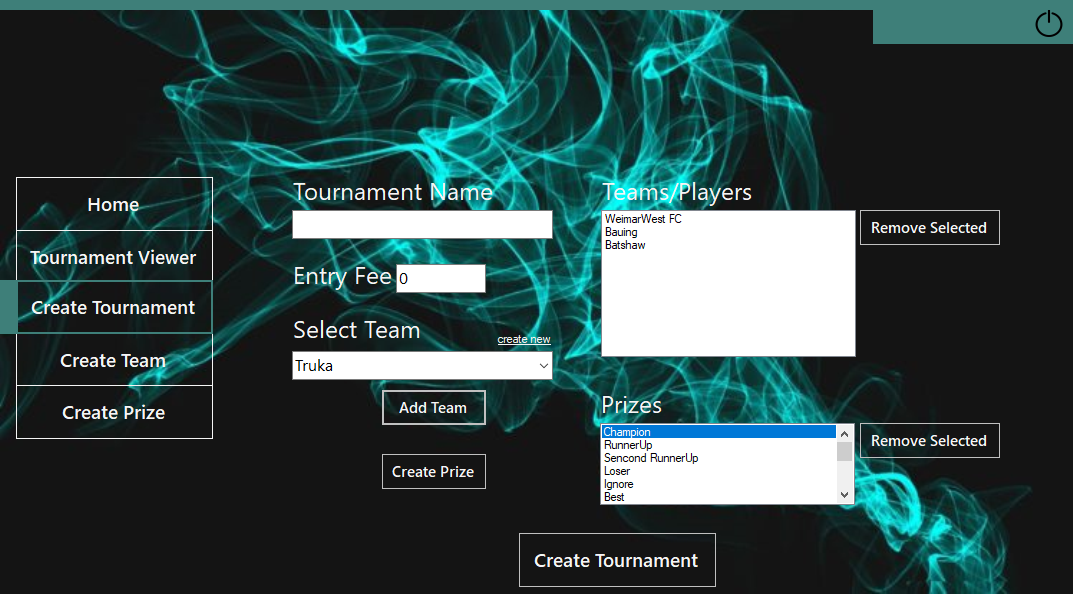 Home
Tournament Viewer
Create Tournament
Create Team
Create Prize
Tournament Name
Entry Fee 0
Select Team
create new
Truka
Add Team
Create Prize
Teams/Players
WeimarWest FC
Bauing
Batshaw
Remove Selected
Prizes
Champion
RunnerUp
Sencond RunnerUp
Loser
Ignore
Best
Remove Selected
Create Tournament